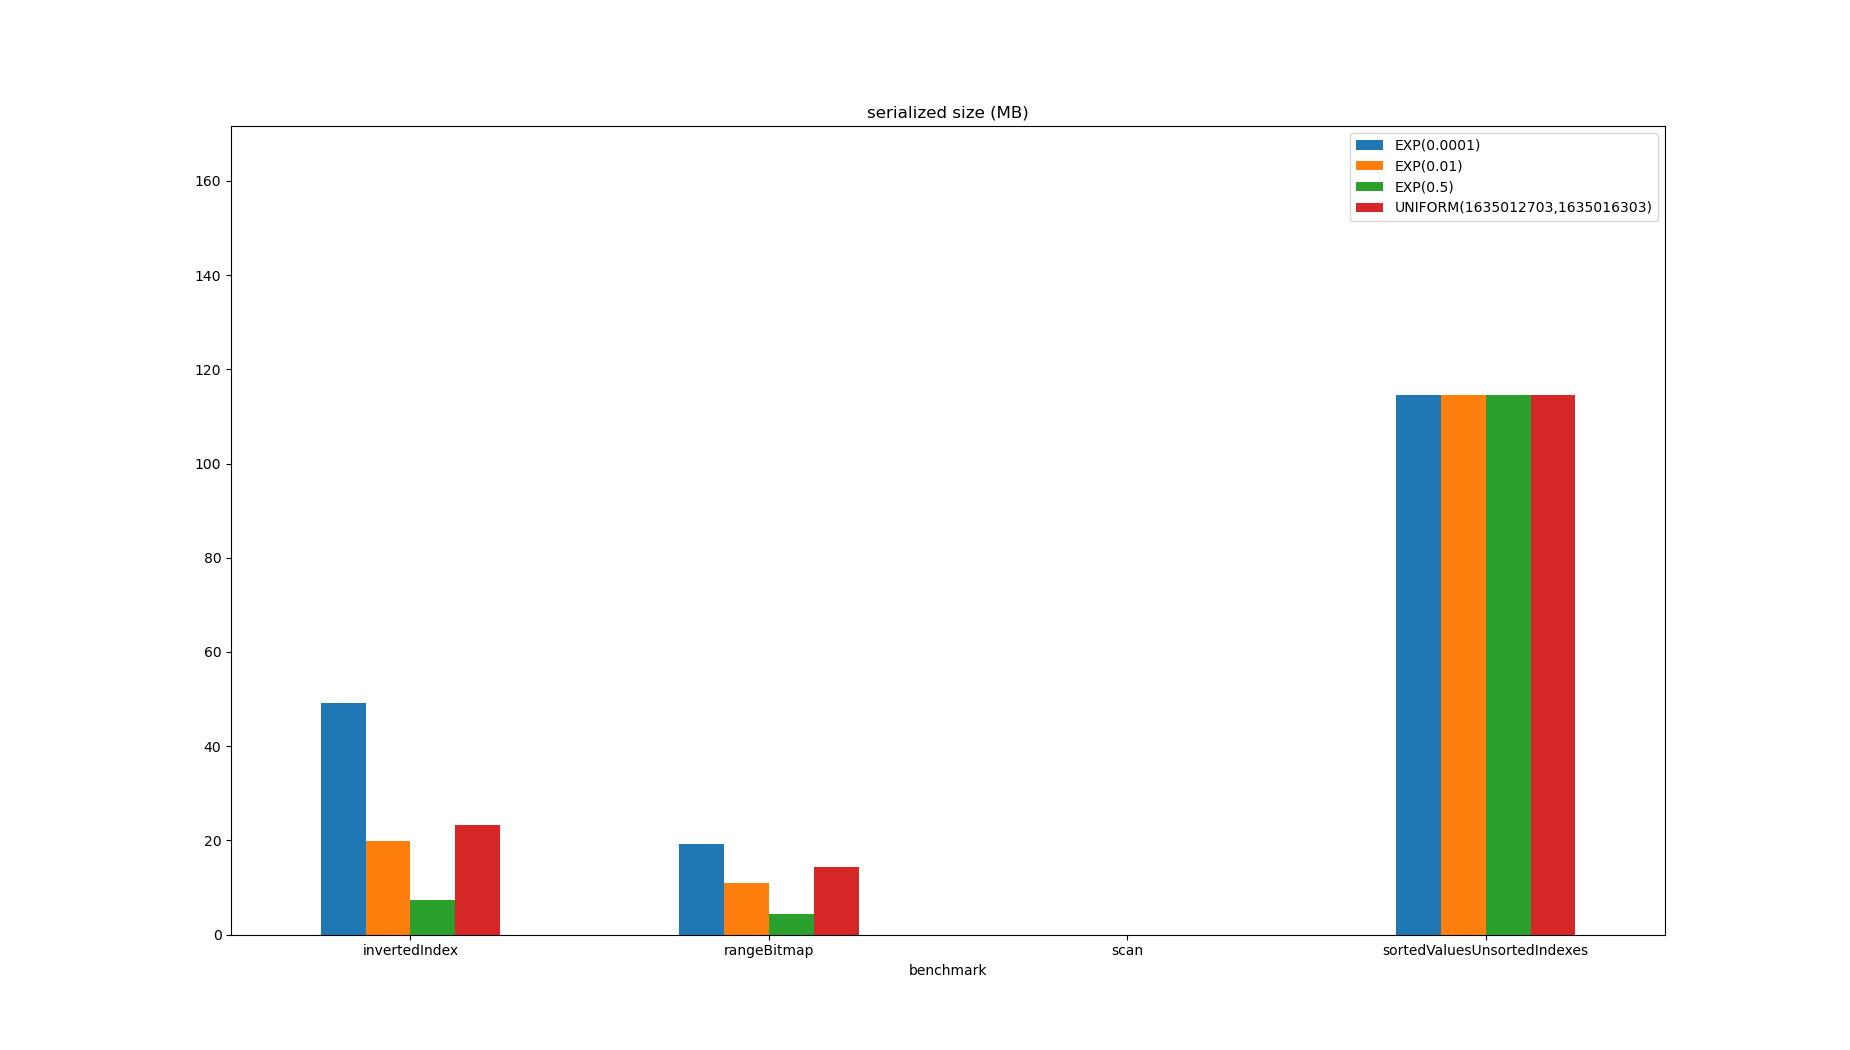 serialized size (MB)
EXP(0.0001)
EXP(0.01)
EXP(0.5)
UNIFORM(1635012703,1635016303)
160
140
120
100
80
60
40
20
0
invertedIndex rangeBitmap scan sortedValuesUnsortedIndexes
benchmark